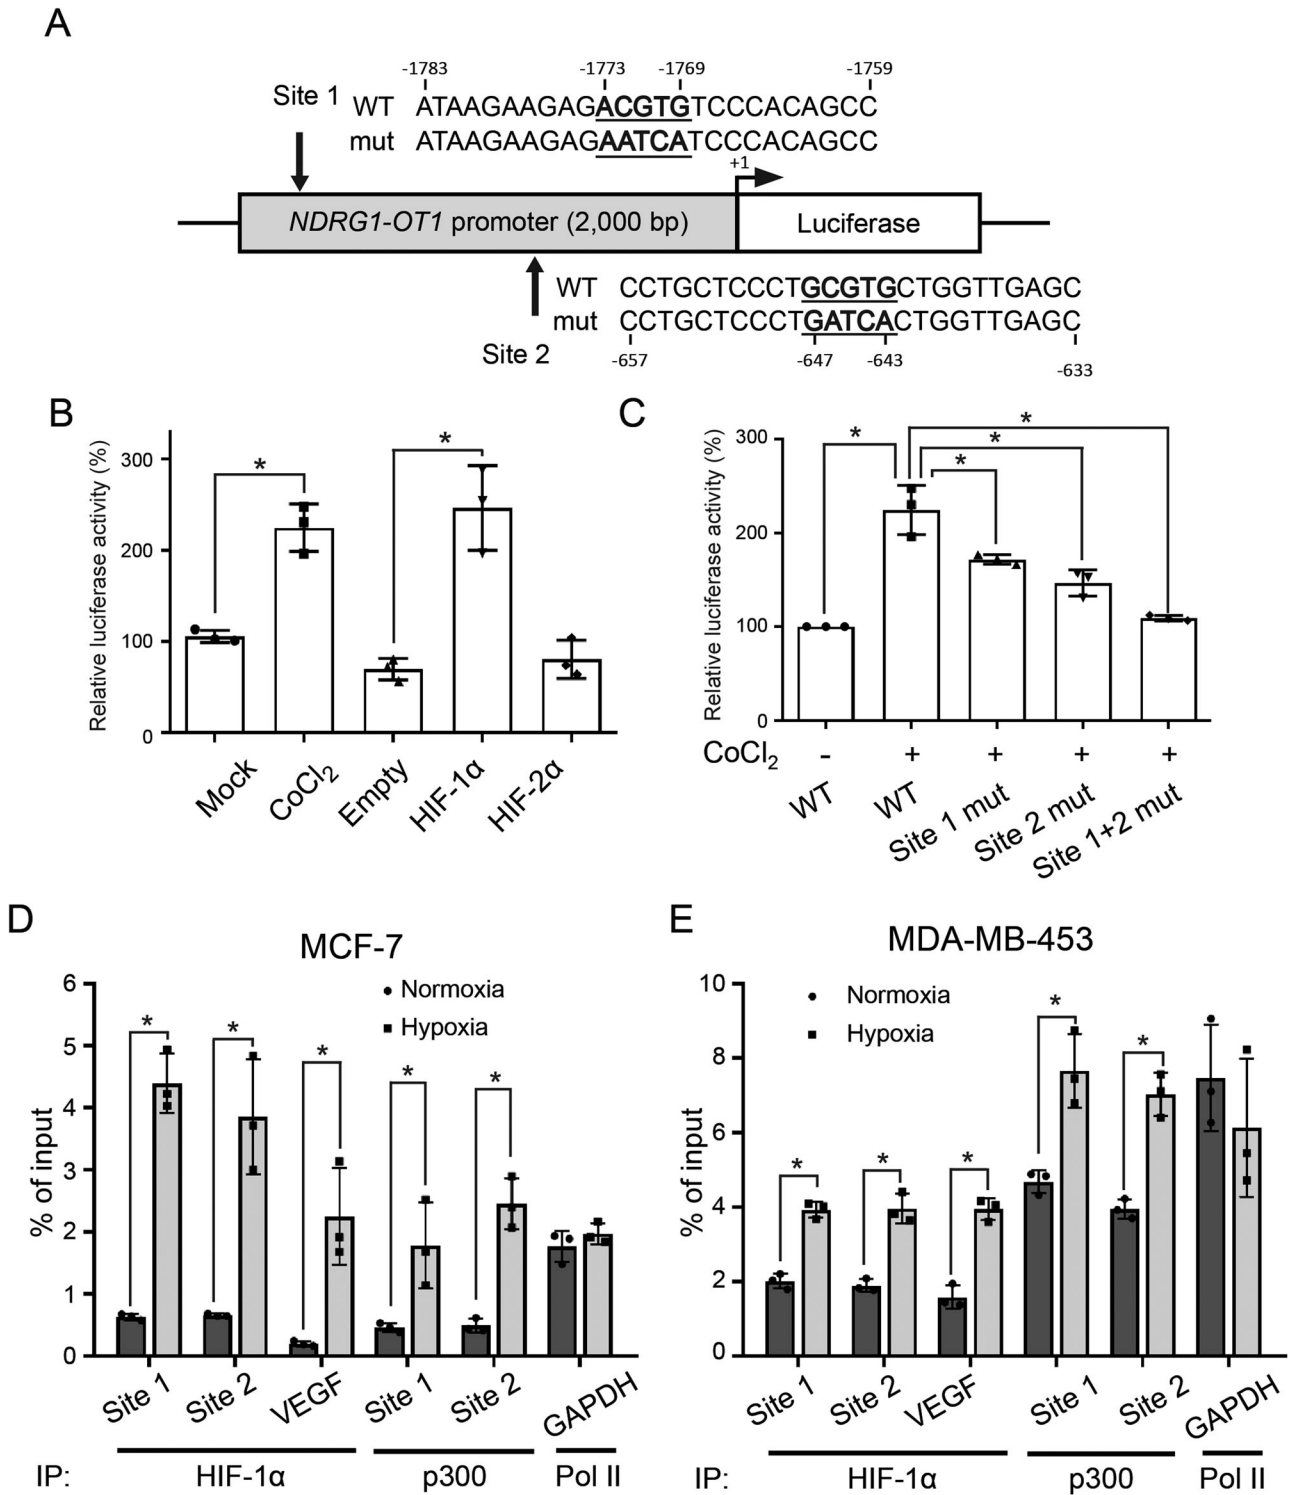 A
-1783 -1773 -1769 -1759
Site 1 WT ATAAGAAGAGACGTGTCCCACAGCC
mut ATAAGAAGAGAATCATCCCACAGCC
+1
NDRG1-OT1 promoter (2,000 bp) Luciferase
WT CCTGCTCCCTGCGTGCTGGTTGAGC
mut CCTGCTCCCTGATCACTGGTTGAGC
Site 2 -657 -647 -643 -633
B
Relative luciferase activity (%)
300
200
100
0
* *
Mock CoCl2 Empty HIF-1α HIF-2α
C
Relative luciferase activity (%)
300
200
100
0
* * * *
CoCl2 - + + + +
WT WT Site 1 mut Site 2 mut Site 1+2 mut
D
MCF-7
Normoxia
Hypoxia
% of input
6
5
4
3
2
1
0
* * * * *
Site 1 Site 2 VEGF Site 1 Site 2 GAPDH
IP: HIF-1α p300 Pol II
E
MDA-MB-453
Normoxia
Hypoxia
% of input
10
8
6
4
2
0
* * * * *
Site 1 Site 2 VEGF Site 1 Site 2 GAPDH
IP: HIF-1α p300 Pol II